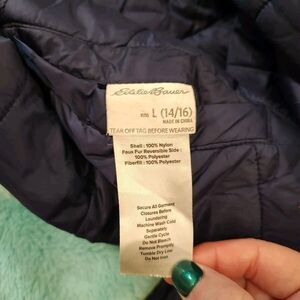 Eddie Bauer
SIZE L (14/16)
MADE IN CHINA
TEAR OFF TAG BEFORE WEARING
Shell : 100% Nylon
Faux Fur Reversible Side :
100% Polyester
Fiberfill : 100% Polyester
Secure All Garment
Closures Before
Laundering
Machine Wash Cold
Separately
Gentle Cycle
Do Not Bleach
Remove Promptly
Tumble Dry Low
Do Not Iron